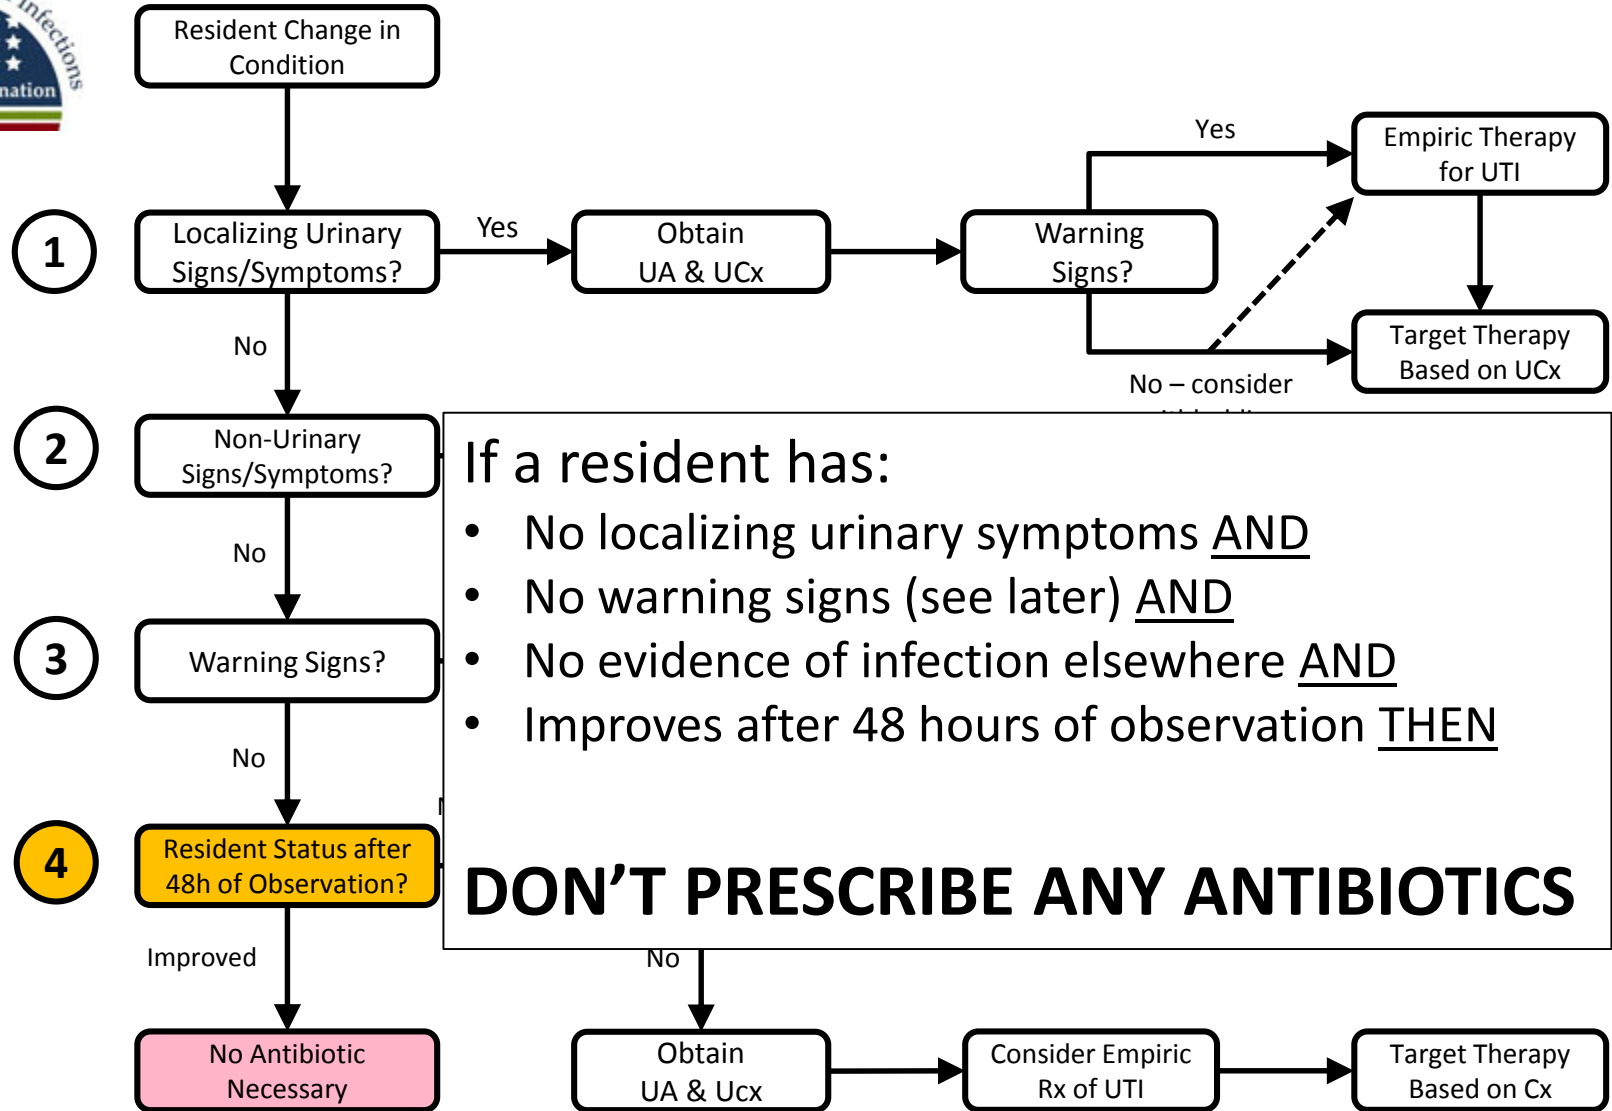 Infections
nation
Resident Change in
Condition
Yes
Empiric Therapy
for UTI
1
Localizing Urinary
Signs/Symptoms?
Yes
Obtain
UA & UCx
Warning
Signs?
No
Target Therapy
Based on UCx
No – consider
2
Non-Urinary
Signs/Symptoms?
If a resident has:
• No localizing urinary symptoms AND
• No warning signs (see later) AND
• No evidence of infection elsewhere AND
• Improves after 48 hours of observation THEN
DON’T PRESCRIBE ANY ANTIBIOTICS
No
3
Warning Signs?
No
4
Resident Status after
48h of Observation?
Improved
No
No Antibiotic
Necessary
Obtain
UA & Ucx
Consider Empiric
Rx of UTI
Target Therapy
Based on Cx